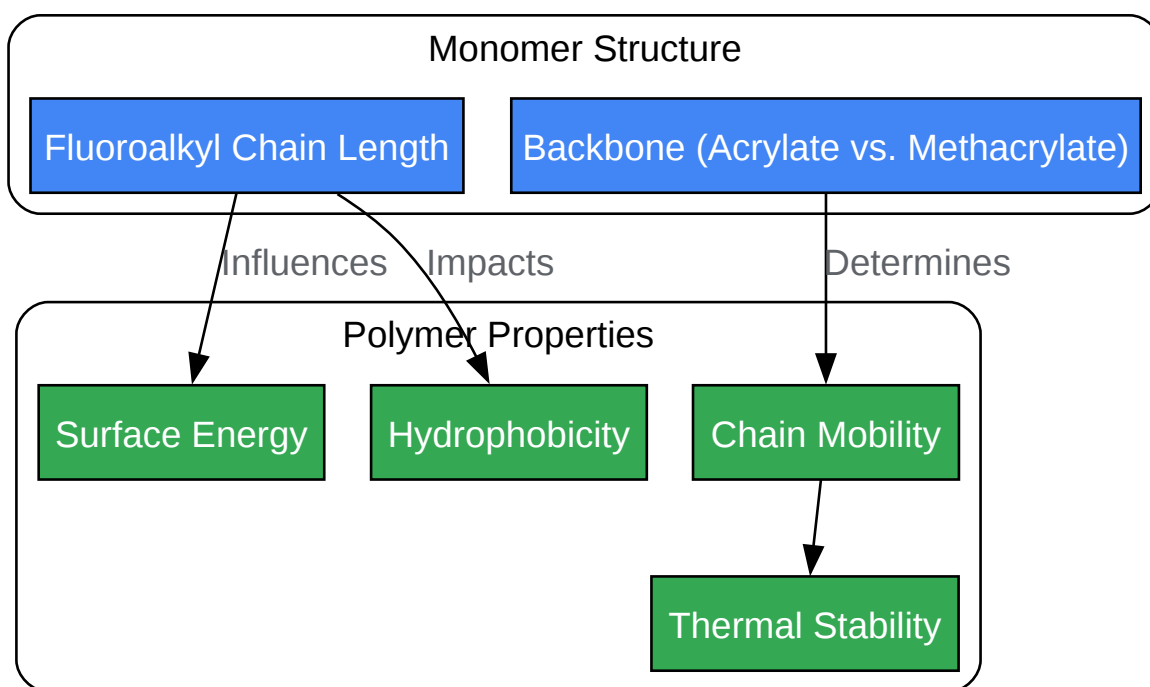 Monomer Structure
Fluoroalkyl Chain Length
Backbone (Acrylate vs. Methacrylate)
Influences
Impacts
Determines
Polymer Properties
Surface Energy
Hydrophobicity
Chain Mobility
Thermal Stability